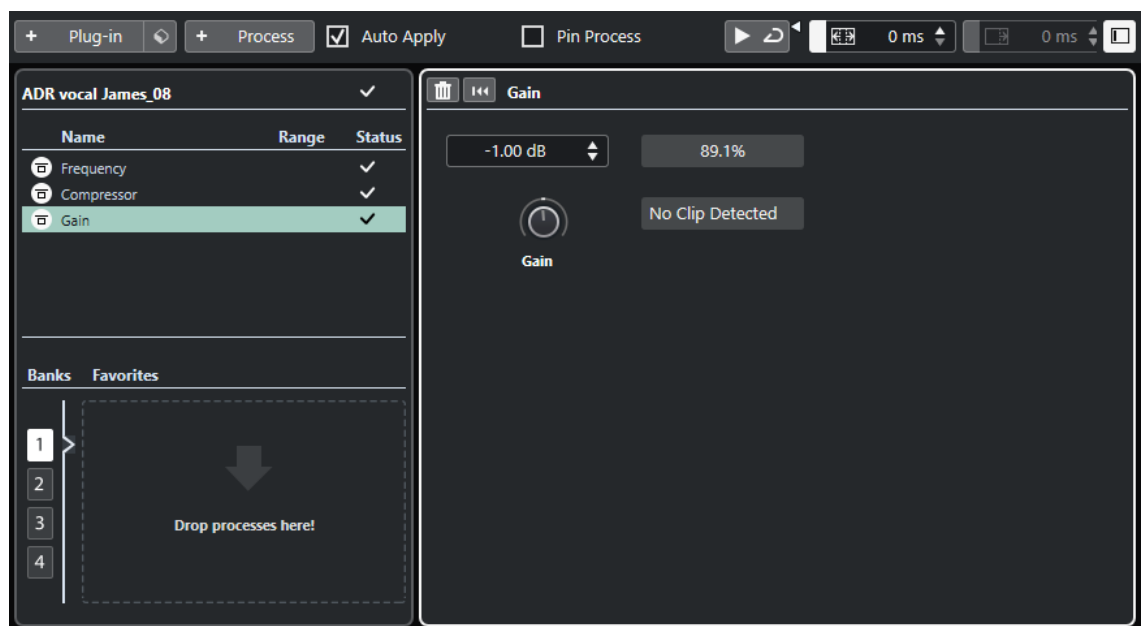 + Plug-in + Process Auto Apply Pin Process 0 ms 0 ms
ADR vocal James_08
Gain
Name Range Status
-1.00 dB 89.1%
Frequency
Compressor
Gain
No Clip Detected
Gain
Banks Favorites
1
2
3
4
Drop processes here!